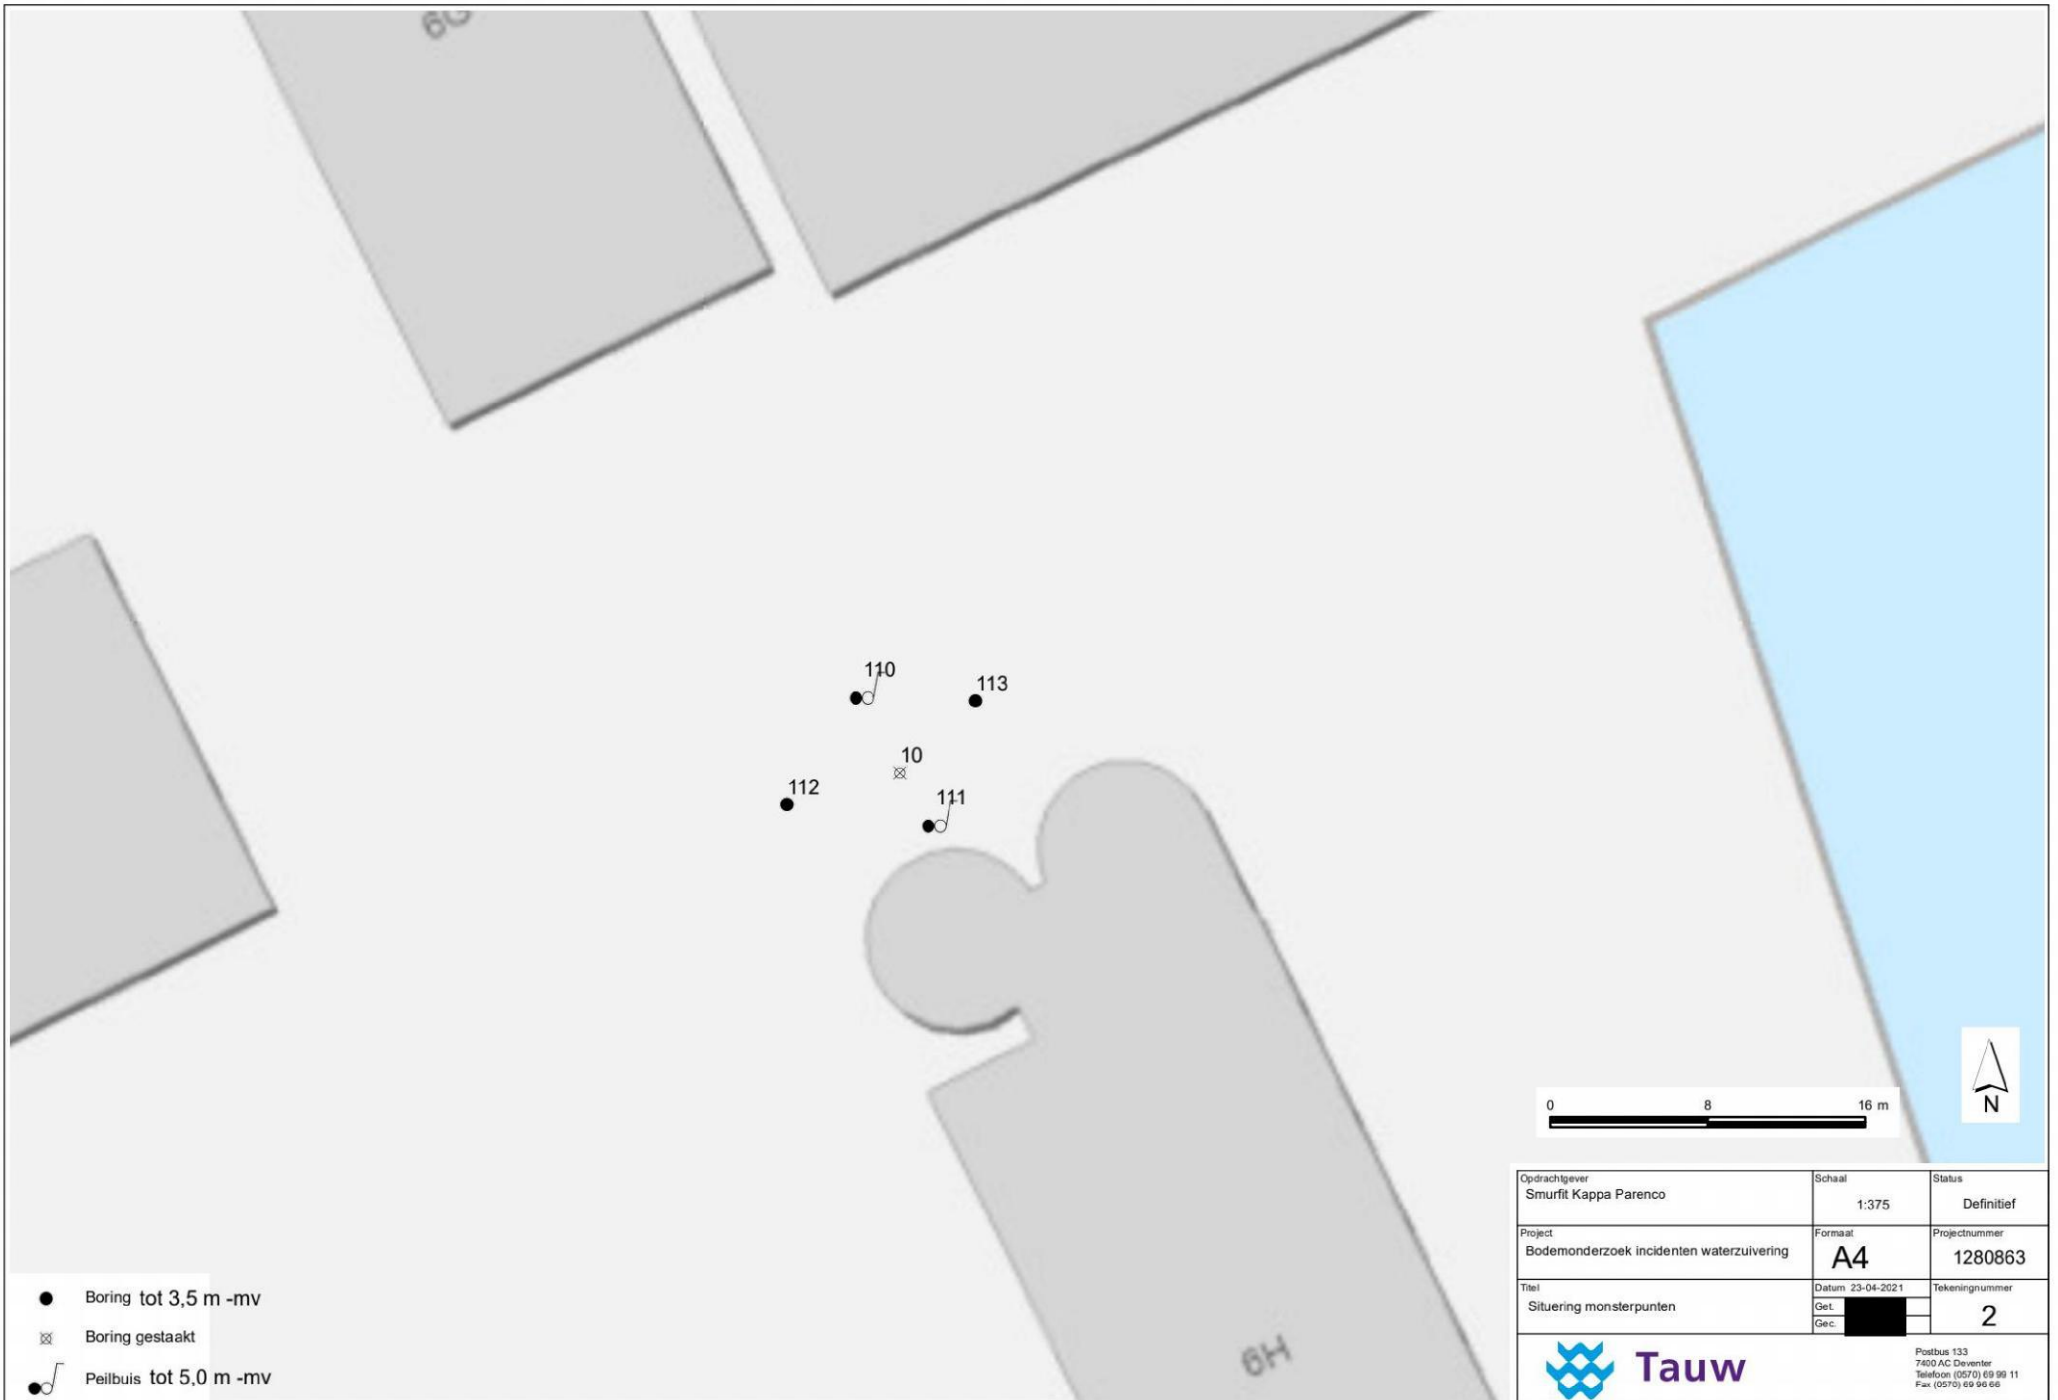 6G
110
113
10
112
111
6H
0 8 16 m
N
Boring tot 3,5 m -mv
Boring gestaakt
Peilbuis tot 5,0 m -mv
Opdrachtgever
Smurfit Kappa Parenco
Schaal
1:375
Status
Definitief
Project
Bodemonderzoek incidenten waterzuivering
Formaat
A4
Projectnummer
1280863
Titel
Situering monsterpunten
Datum 23-04-2021
Get.
Gec.
Tekeningnummer
2
Tauw
Postbus 133
7400 AC Deventer
Telefoon (0570) 69 99 11
Fax (0570) 69 96 66